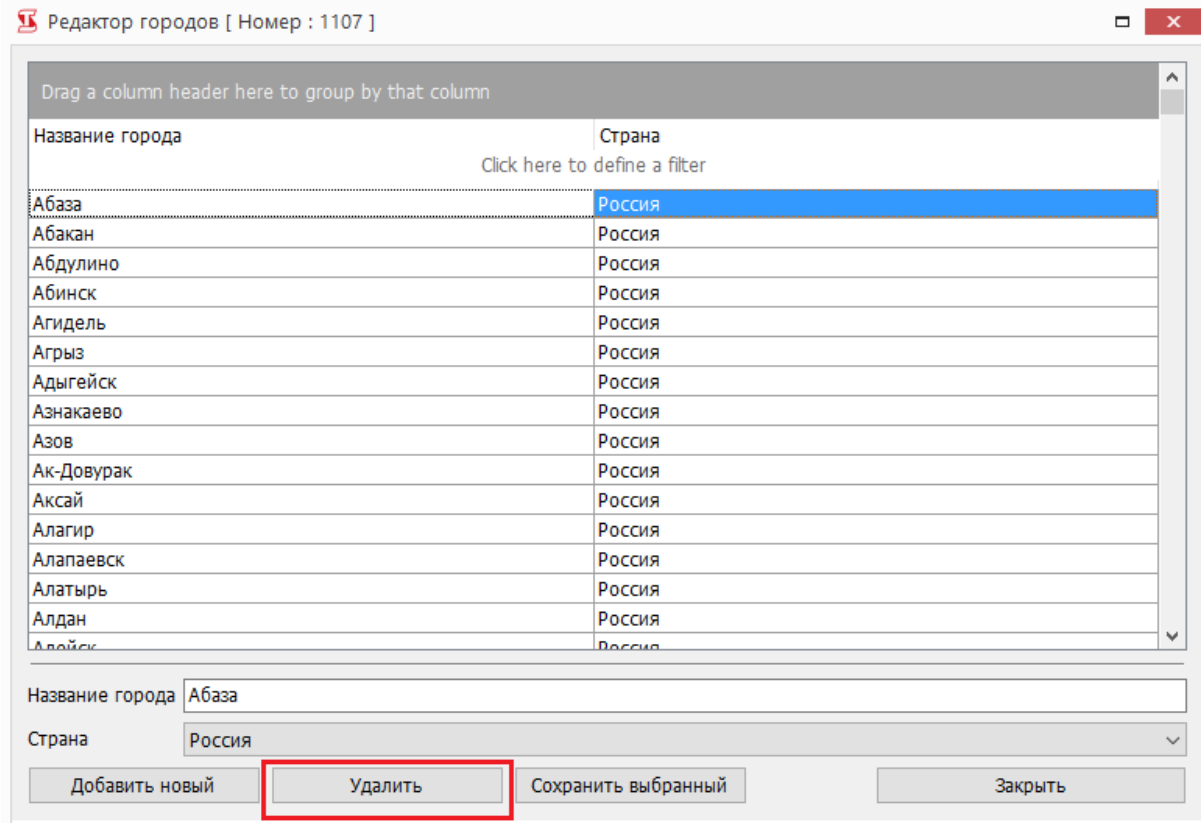 Редактор городов [ Номер : 1107 ]
Drag a column header here to group by that column
Название города Страна
Click here to define a filter
Абаза Россия
Абакан Россия
Абдулино Россия
Абинск Россия
Агидель Россия
Агрыз Россия
Адыгейск Россия
Азнакаево Россия
Азов Россия
Ак-Довурак Россия
Аксай Россия
Алагир Россия
Алапаевск Россия
Алатырь Россия
Алдан Россия
Алейск Россия
Название города Абаза
Страна Россия
Добавить новый Удалить Сохранить выбранный Закрыть